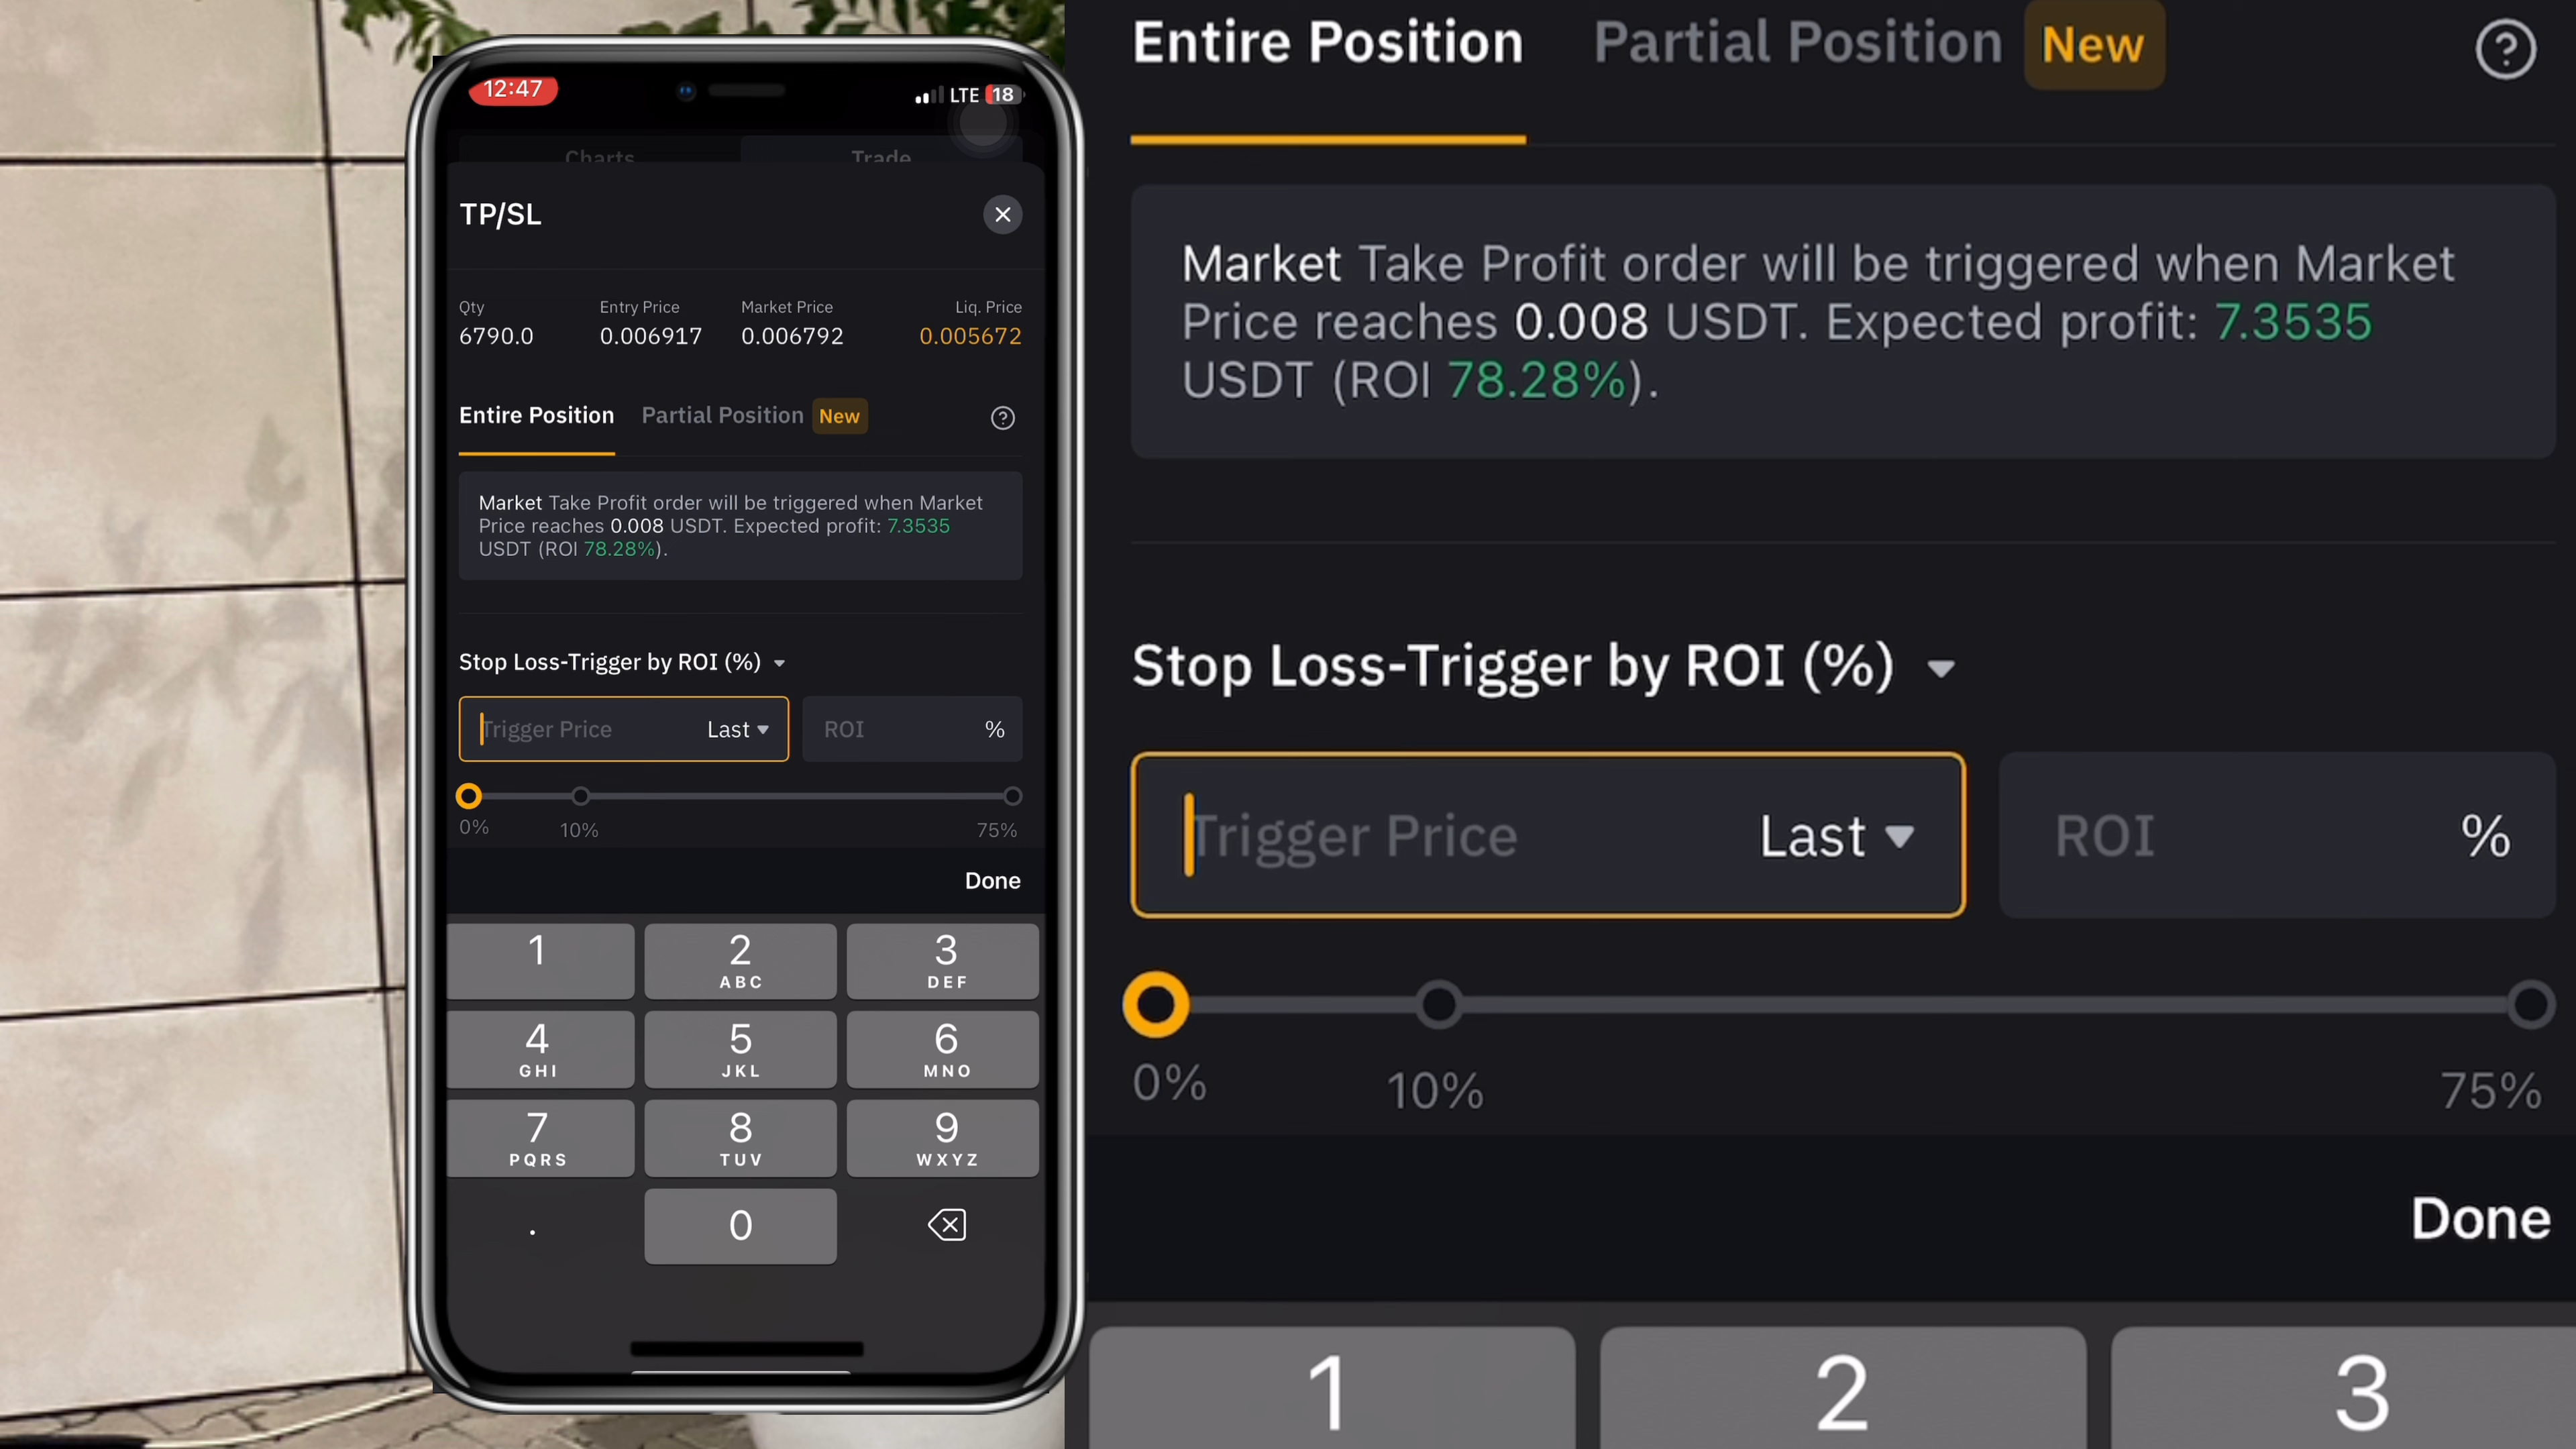 12:47
LTE 18
Charts Trade
TP/SL
Qty Entry Price Market Price Liq. Price
6790.0 0.006917 0.006792 0.005672
Entire Position Partial Position New
Market Take Profit order will be triggered when Market
Price reaches 0.008 USDT. Expected profit: 7.3535
USDT (ROI 78.28%).
Stop Loss-Trigger by ROI (%)
Trigger Price Last ROI %
0% 10% 75%
Done
1 2 3
ABC DEF
4 5 6
GHI JKL MNO
7 8 9
PQRS TUV WXYZ
. 0
Entire Position Partial Position New
Market Take Profit order will be triggered when Market
Price reaches 0.008 USDT. Expected profit: 7.3535
USDT (ROI 78.28%).
Stop Loss-Trigger by ROI (%)
Trigger Price Last ROI %
0% 10% 75%
Done
1 2 3